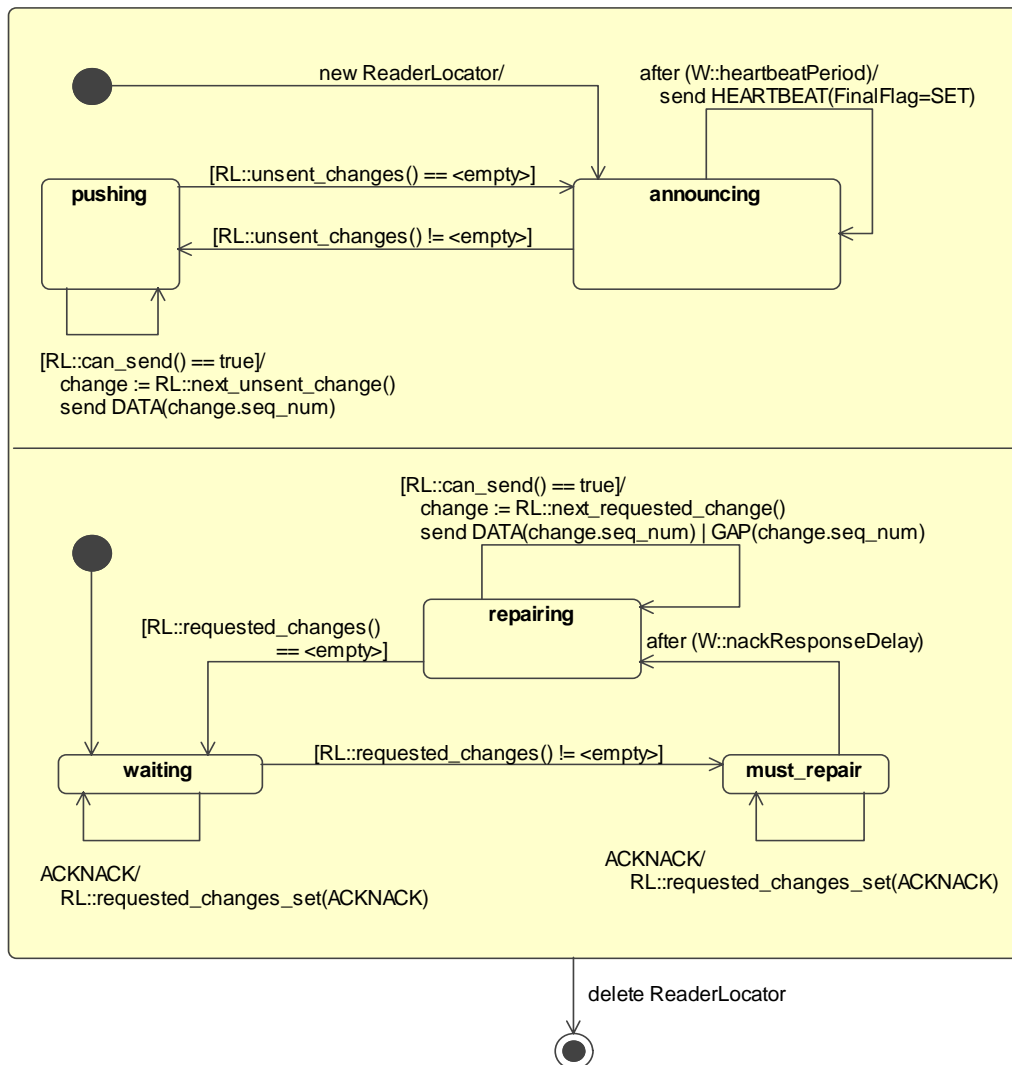 new ReaderLocator/
after (W::heartbeatPeriod)/
send HEARTBEAT(FinalFlag=SET)
[RL::unsent_changes() == <empty>]
pushing
announcing
[RL::unsent_changes() != <empty>]
[RL::can_send() == true]/
change := RL::next_unsent_change()
send DATA(change.seq_num)
[RL::can_send() == true]/
change := RL::next_requested_change()
send DATA(change.seq_num) | GAP(change.seq_num)
repairing
[RL::requested_changes()
== <empty>]
after (W::nackResponseDelay)
waiting
[RL::requested_changes() != <empty>]
must_repair
ACKNACK/
RL::requested_changes_set(ACKNACK)
ACKNACK/
RL::requested_changes_set(ACKNACK)
delete ReaderLocator